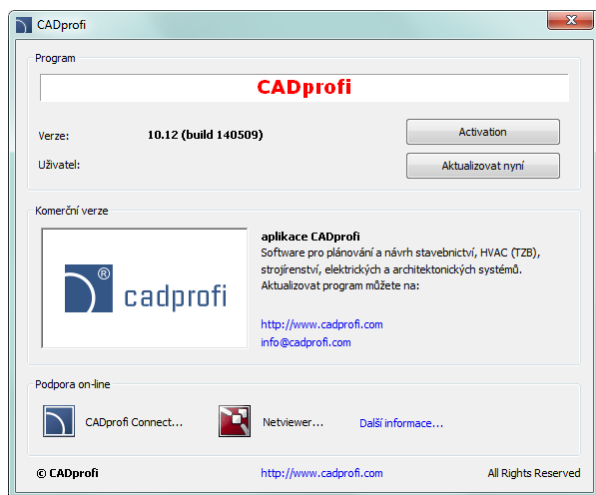 CADprofi
Program
CADprofi
Verze: 10.12 (build 140509) Activation
Uživatel: Aktualizovat nyní
Komerční verze
® cadprofi
aplikace CADprofi
Software pro plánování a návrh stavebnictví, HVAC (TZB),
strojírenství, elektrických a architektonických systémů.
Aktualizovat program můžete na:
http://www.cadprofi.com
info@cadprofi.com
Podpora on-line
CADprofi Connect... Netviewer... Další informace...
© CADprofi http://www.cadprofi.com All Rights Reserved